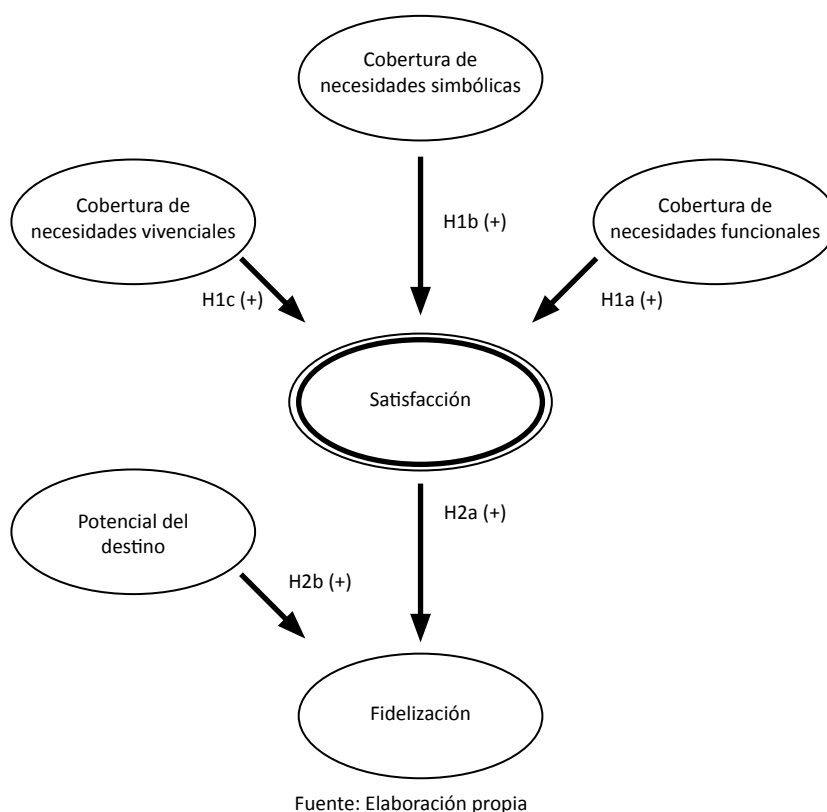 Cobertura de
necesidades simbólicas
Cobertura de
necesidades vivenciales
Cobertura de
necesidades funcionales
H1b (+)
H1c (+)
H1a (+)
Satisfacción
H2a (+)
Potencial del
destino
H2b (+)
Fidelización
Fuente: Elaboración propia